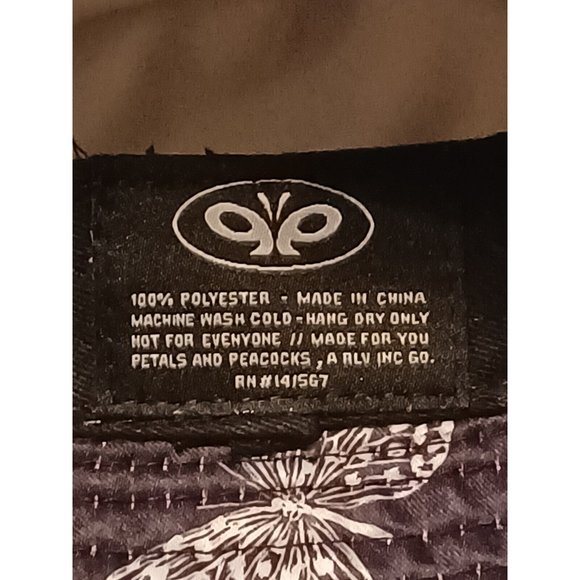 100% POLYESTER - MADE IN CHINA
MACHINE WASH COLD - HANG DRY ONLY
NOT FOR EVERYONE // MADE FOR YOU
PETALS AND PEACOCKS, A RLV INC CO.
RN#141567